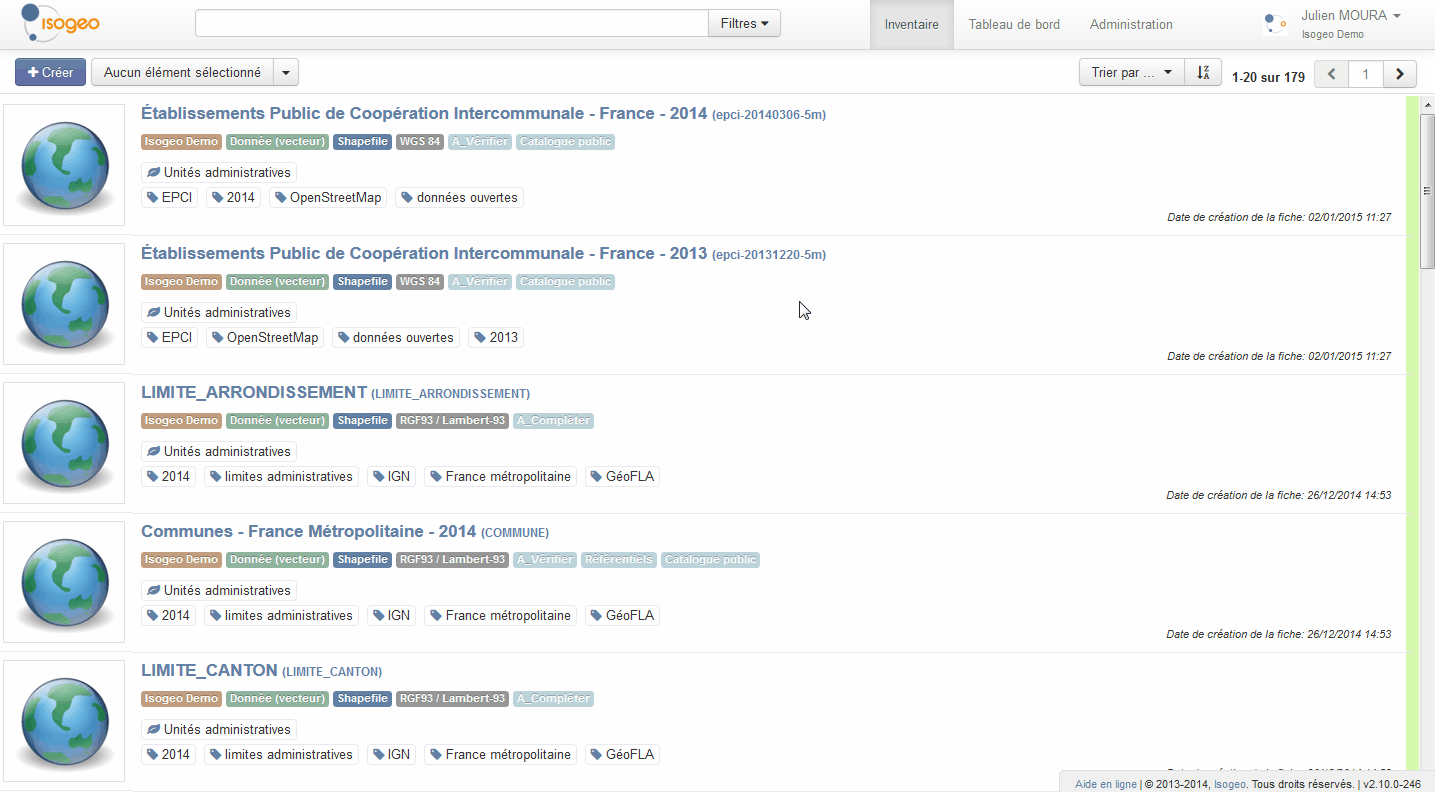 isogeo
Filtres
Inventaire
Tableau de bord
Administration
Julien MOURA
Isogeo Demo
Créer
Aucun élément sélectionné
Trier par ...
1-20 sur 179
1
Établissements Public de Coopération Intercommunale - France - 2014 (epci-20140306-5m)
Isogeo Demo Donnée (vecteur) Shapefile WGS 84 A_Vérifier Catalogue public
Unités administratives
EPCI 2014 OpenStreetMap données ouvertes
Date de création de la fiche: 02/01/2015 11:27
Établissements Public de Coopération Intercommunale - France - 2013 (epci-20131220-5m)
Isogeo Demo Donnée (vecteur) Shapefile WGS 84 A_Vérifier Catalogue public
Unités administratives
EPCI OpenStreetMap données ouvertes 2013
Date de création de la fiche: 02/01/2015 11:27
LIMITE_ARRONDISSEMENT (LIMITE_ARRONDISSEMENT)
Isogeo Demo Donnée (vecteur) Shapefile RGF93 / Lambert-93 A_Compléter
Unités administratives
2014 limites administratives IGN France métropolitaine GéoFLA
Date de création de la fiche: 26/12/2014 14:53
Communes - France Métropolitaine - 2014 (COMMUNE)
Isogeo Demo Donnée (vecteur) Shapefile RGF93 / Lambert-93 A_Vérifier Référentiels Catalogue public
Unités administratives
2014 limites administratives IGN France métropolitaine GéoFLA
Date de création de la fiche: 26/12/2014 14:53
LIMITE_CANTON (LIMITE_CANTON)
Isogeo Demo Donnée (vecteur) Shapefile RGF93 / Lambert-93 A_Compléter
Unités administratives
2014 limites administratives IGN France métropolitaine GéoFLA
Aide en ligne | © 2013-2014, Isogeo. Tous droits réservés. | v2.10.0-246